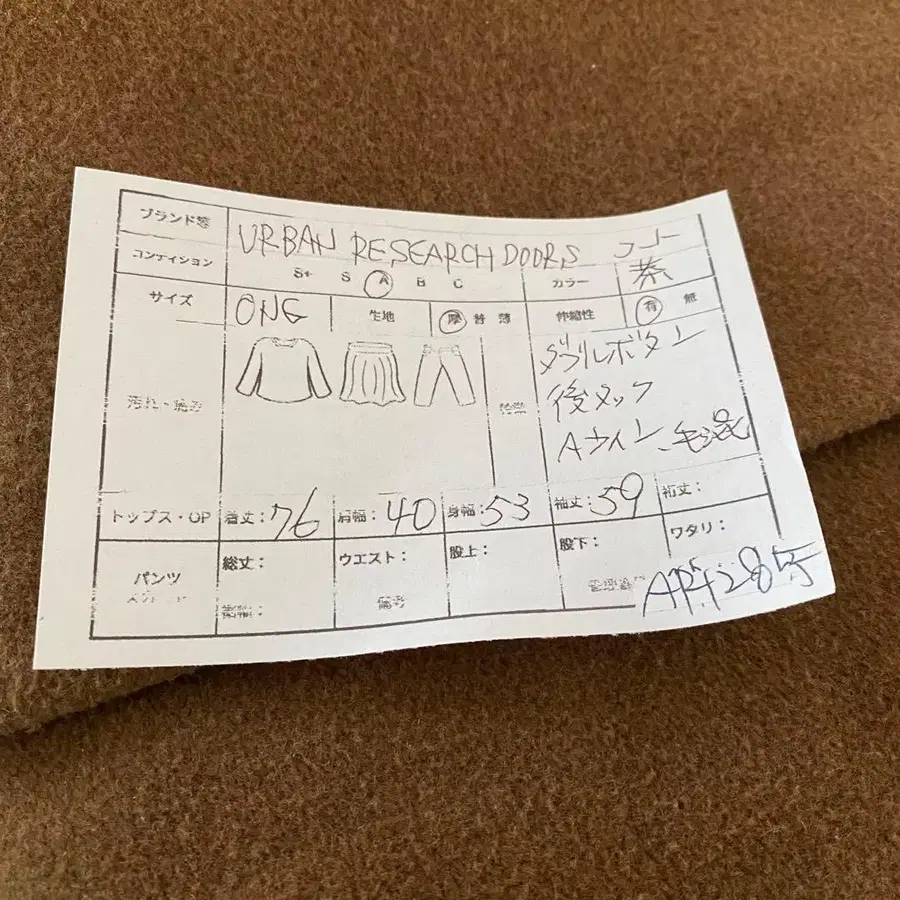 ブランド名 URBAN RESEARCH DOORS コート
コンディション S+ S A B C カラー 茶
サイズ ONE 生地 厚 普 薄 伸縮性 有 無
汚れ・傷み 特徴 ダブルボタン
後タック
Aライン、毛混
トップス・OP 着丈：76 肩幅：40 身幅：53 袖丈：59 裄丈：
パンツ 総丈： ウエスト： 股上： 股下： ワタリ：
備考